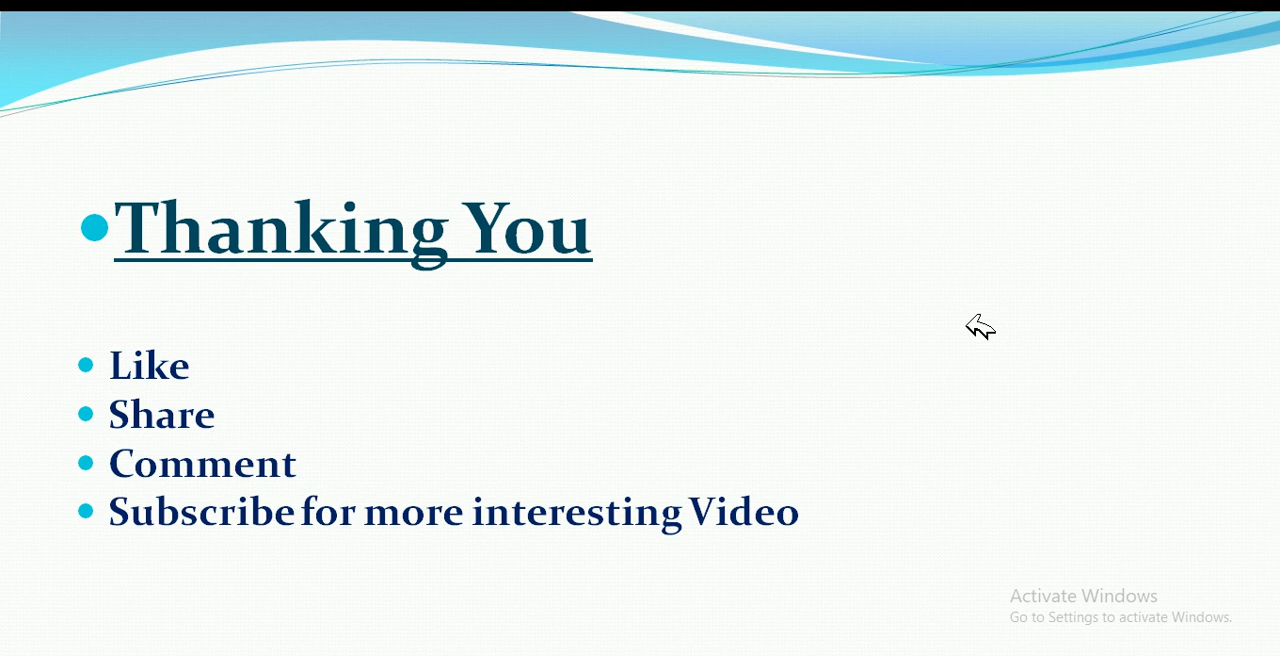 Thanking You
Like
Share
Comment
Subscribe for more interesting Video
Activate Windows
Go to Settings to activate Windows.